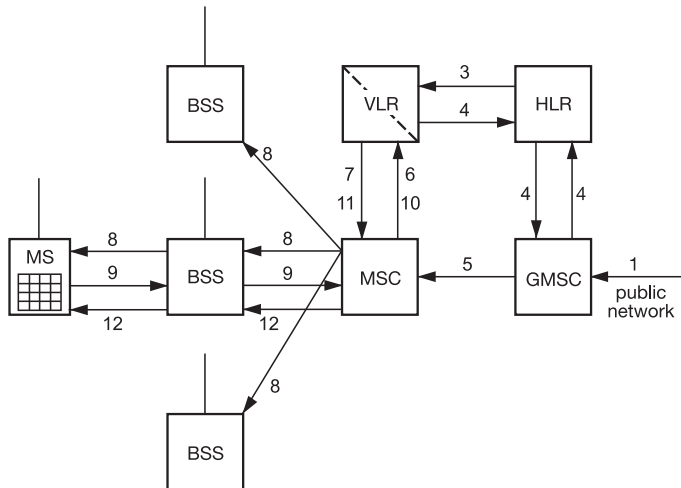 BSS
8
VLR
3
4
HLR
7
11
6
10
4
4
MS
8
9
12
BSS
8
9
12
MSC
5
GMSC
1
public
network
8
BSS